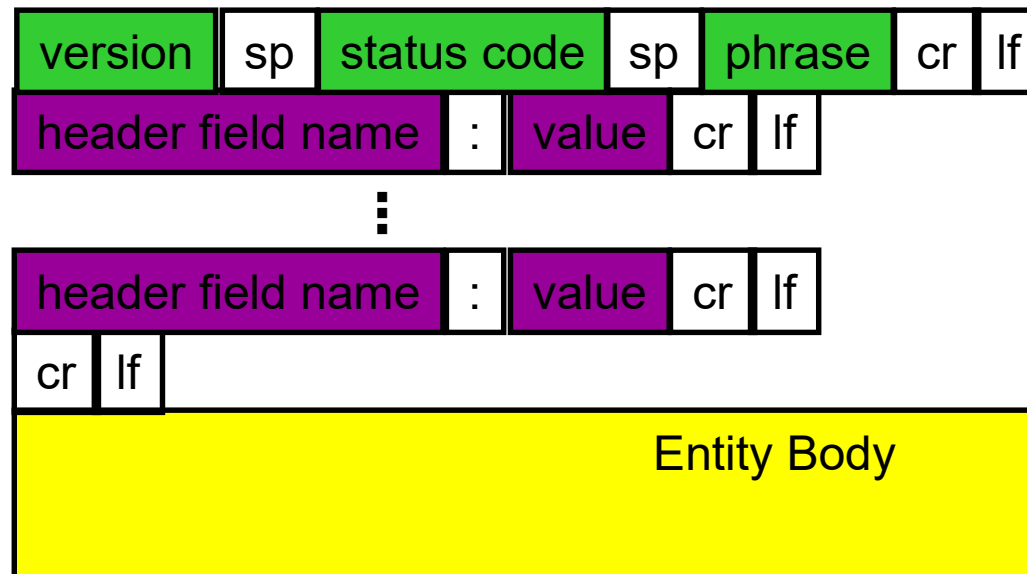 version sp status code sp phrase cr lf
header field name : value cr lf
header field name : value cr lf
cr lf
Entity Body